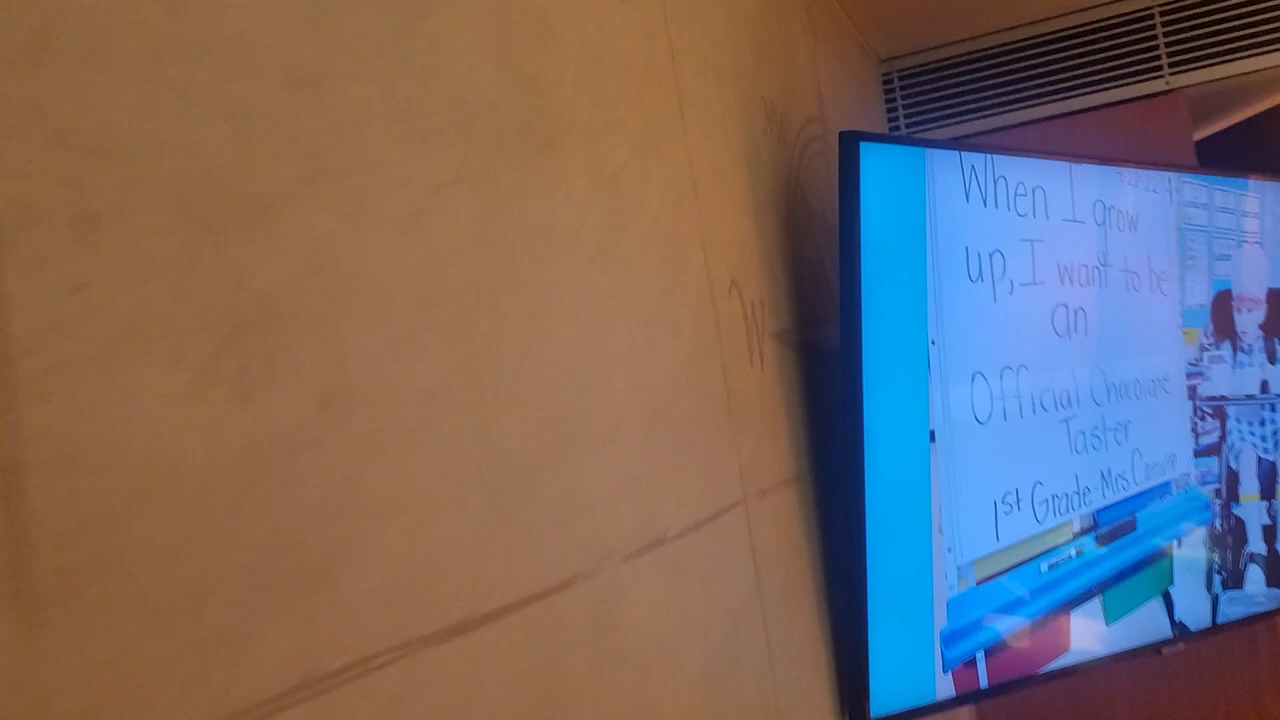 When I grow
up, I want to be
an
Official Chocolate
Taster
1st Grade-Mrs
W